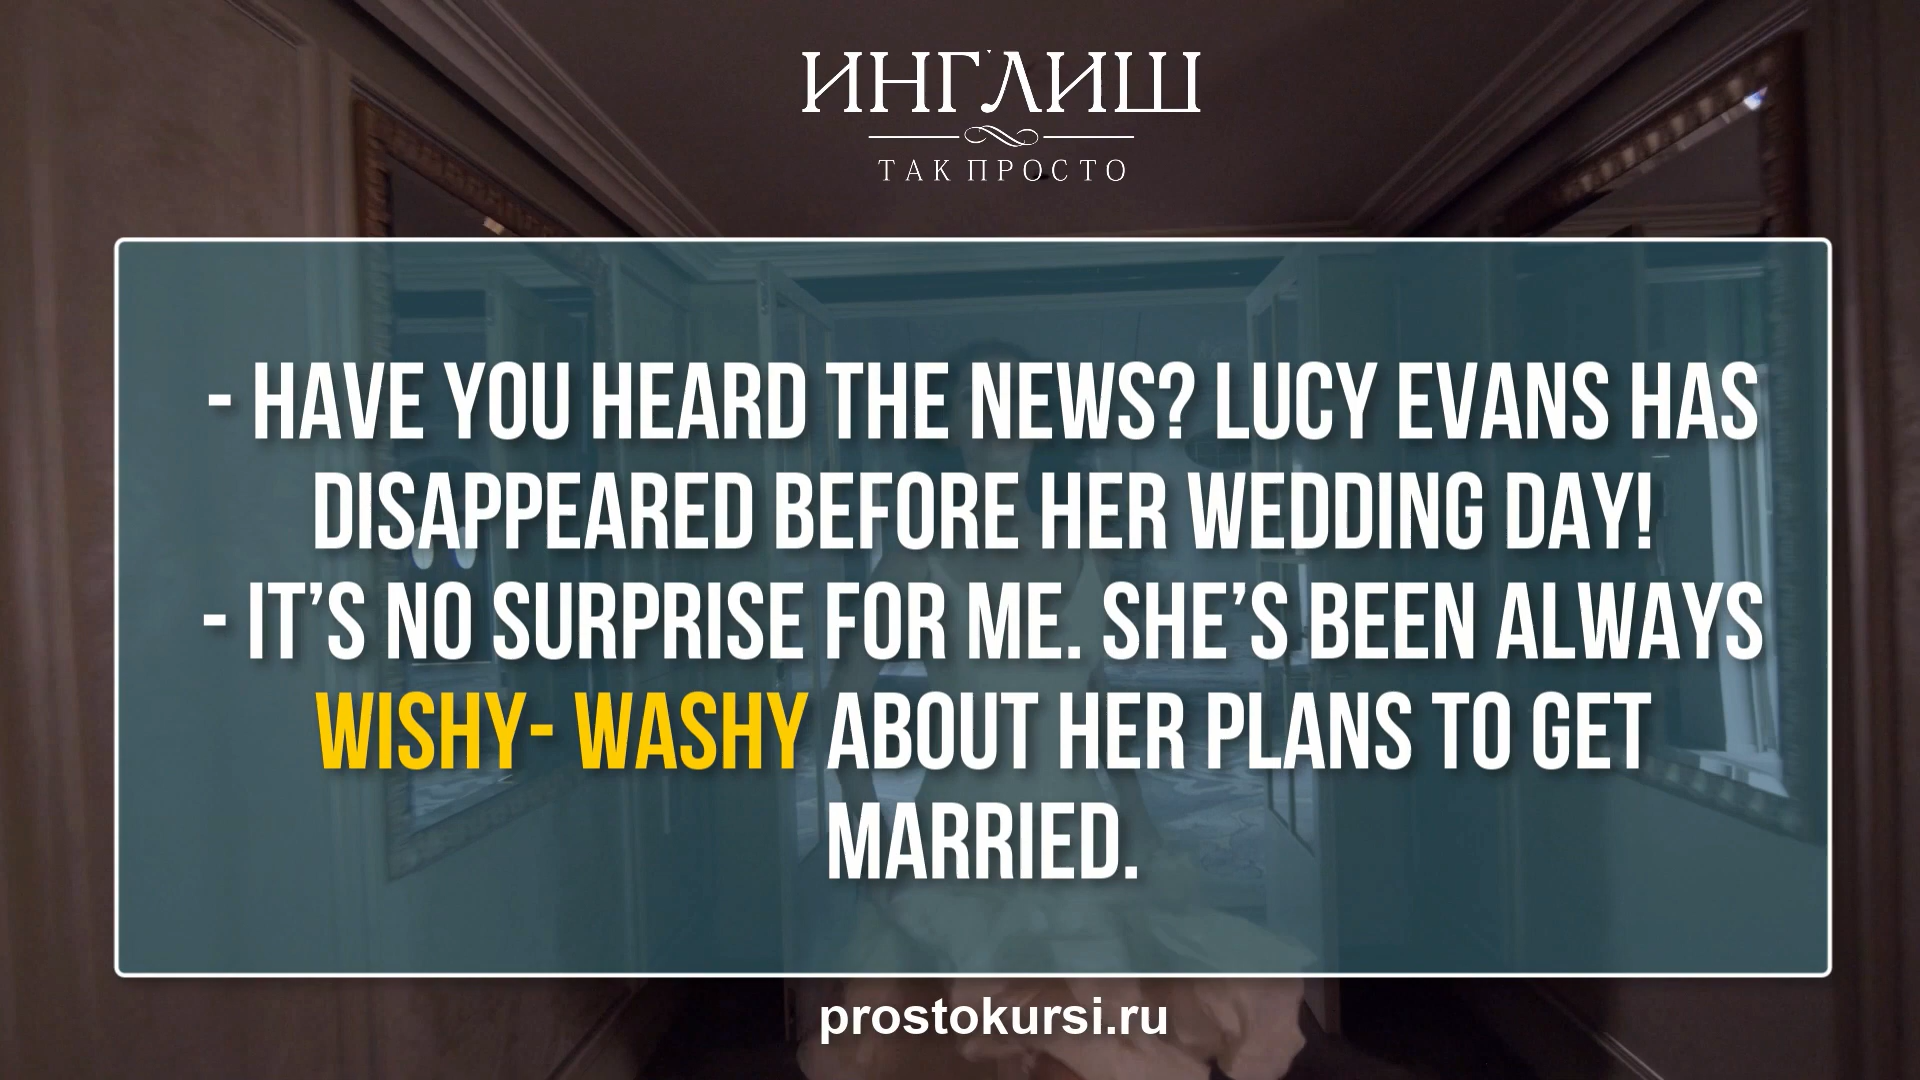 ИНГЛИШ
ТАК ПРОСТО
- HAVE YOU HEARD THE NEWS? LUCY EVANS HAS
DISAPPEARED BEFORE HER WEDDING DAY!
- IT’S NO SURPRISE FOR ME. SHE’S BEEN ALWAYS
WISHY- WASHY ABOUT HER PLANS TO GET
MARRIED.
prostokursi.ru